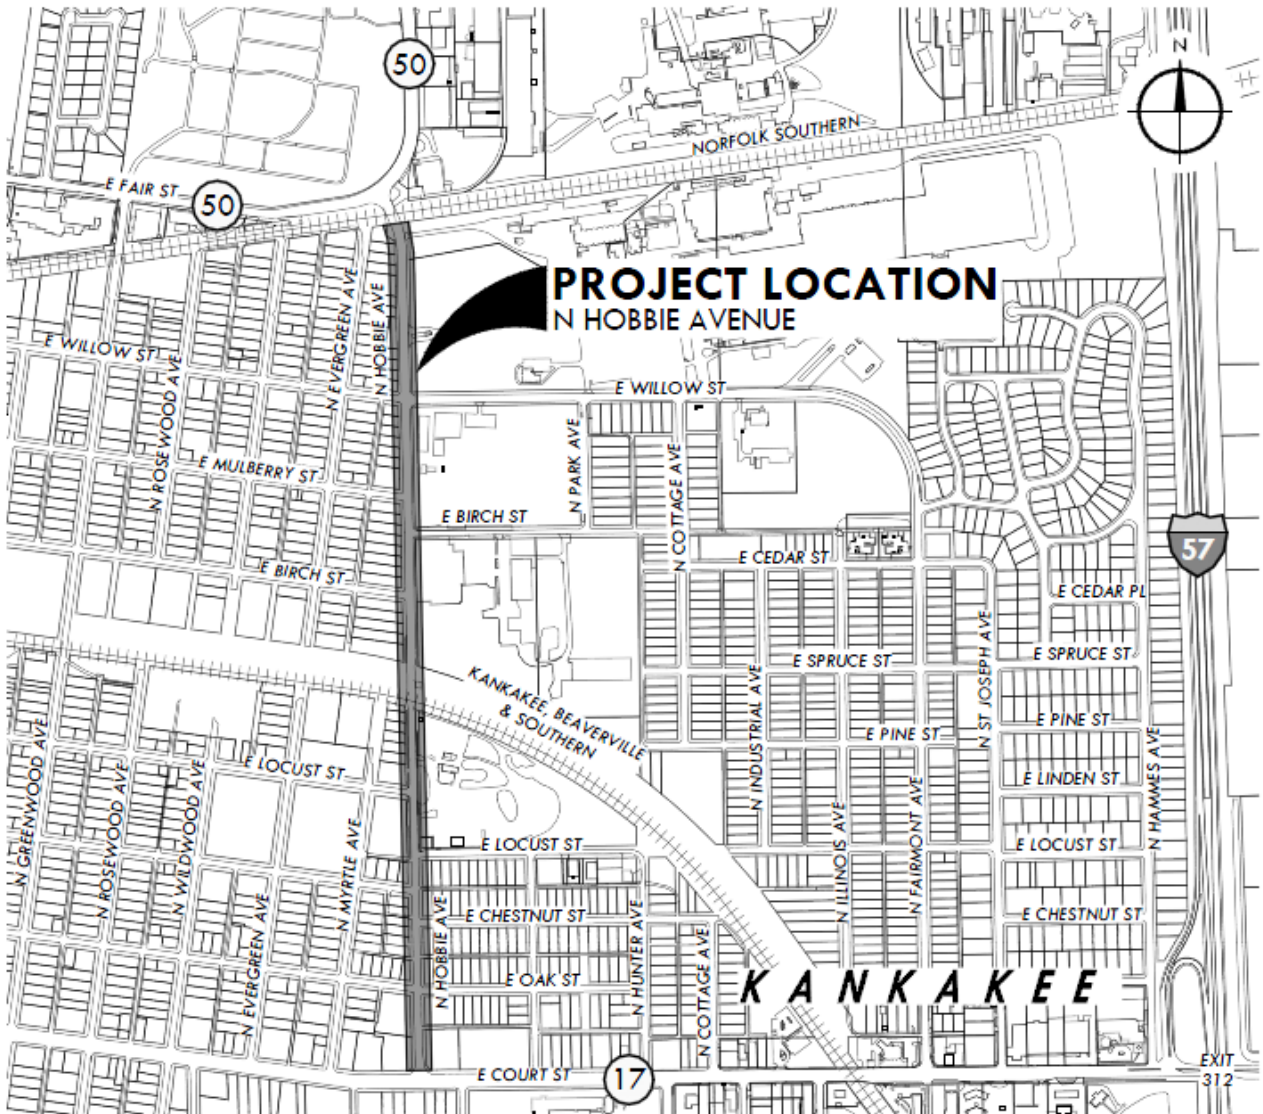 50
N
NORFOLK SOUTHERN
E FAIR ST
50
PROJECT LOCATION
N HOBBIE AVENUE
N EVERGREEN AVE
N HOBBIE AVE
E WILLOW ST
N ROSEWOOD AVE
E WILLOW ST
E MULBERRY ST
N PARK AVE
N COTTAGE AVE
E BIRCH ST
57
E CEDAR ST
E BIRCH ST
E CEDAR PL
N ST JOSEPH AVE
E SPRUCE ST
E SPRUCE ST
KANKAKEE, BEAVERVILLE
& SOUTHERN
N INDUSTRIAL AVE
E PINE ST
E PINE ST
N GREENWOOD AVE
E LOCUST ST
N ROSEWOOD AVE
N WILDWOOD AVE
E LINDEN ST
N HAMMES AVE
N ILLINOIS AVE
N FAIRMONT AVE
N MYRTLE AVE
E LOCUST ST
E LOCUST ST
E CHESTNUT ST
E CHESTNUT ST
N EVERGREEN AVE
N HOBBIE AVE
N HUNTER AVE
N COTTAGE AVE
E OAK ST
KANKAKEE
E COURT ST
17
EXIT
312